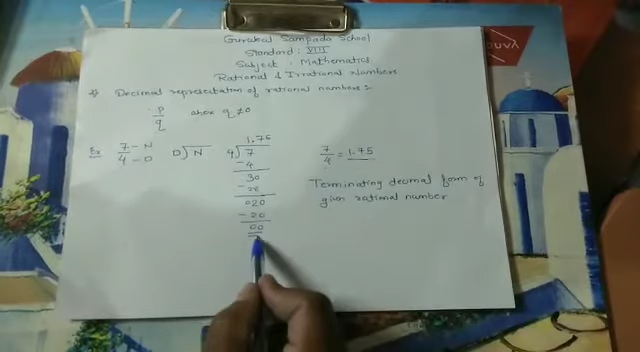 Gurukul Sampada School
Standard : VIII
Subject : Mathematics
Rational & Irrational Numbers
Decimal representation of rational numbers :
p/q q ≠ 0
Ex 7 - N
4 - D
D)N
1.75
4)7
- 4
30
- 28
020
- 20
00
7/4 = 1.75
Terminating decimal form of
given rational number